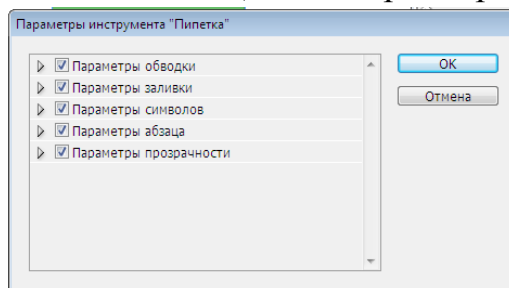 Параметры инструмента "Пипетка"
Параметры обводки
Параметры заливки
Параметры символов
Параметры абзаца
Параметры прозрачности
OK
Отмена